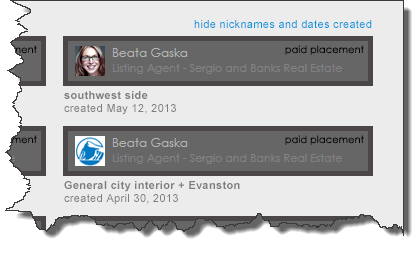 hide nicknames and dates created
ment
Beata Gaska
paid placement
Listing Agent - Sergio and Banks Real Estate
southwest side
created May 12, 2013
ment
Beata Gaska
paid placement
Listing Agent - Sergio and Banks Real Estate
General city interior + Evanston
created April 30, 2013